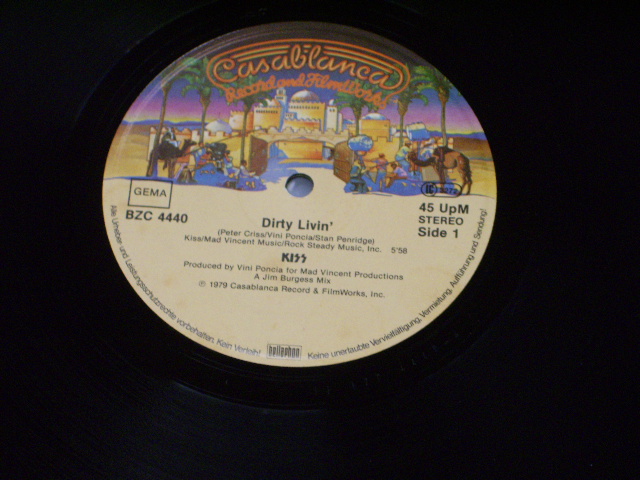 Casablanca
Record and FilmWorks
GEMA
BZC 4440
LC
45 UpM
STEREO
Side 1
Dirty Livin'
(Peter Criss/Vini Poncia/Stan Penridge)
Kiss/Mad Vincent Music/Rock Steady Music, Inc. 5'58
KISS
Produced by Vini Poncia for Mad Vincent Productions
A Jim Burgess Mix
℗ 1979 Casablanca Record & FilmWorks, Inc.
Alle Urheber und Leistungsschutzrechte vorbehalten. Kein Verleih! bellaphon Keine unerlaubte Vervielfältigung, Vermietung, Aufführung und Sendung!